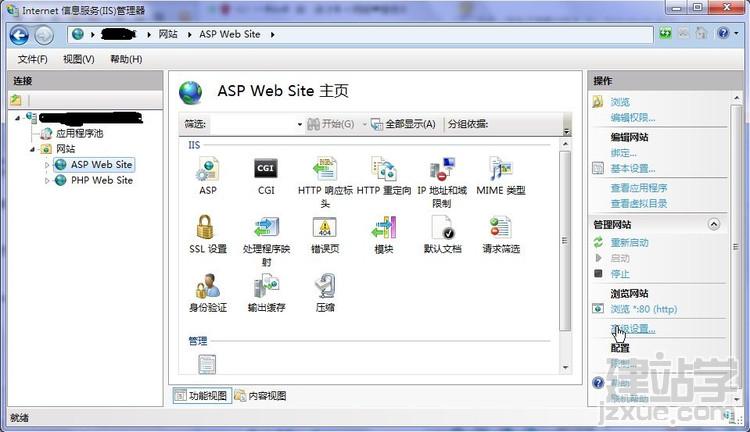 Internet 信息服务(IIS)管理器
网站 ASP Web Site
文件(F) 视图(V) 帮助(H)
连接
应用程序池
网站
ASP Web Site
PHP Web Site
ASP Web Site 主页
筛选: 开始(G) 全部显示(A) 分组依据:
IIS
ASP CGI HTTP 响应标头 HTTP 重定向 IP 地址和域限制 MIME 类型
SSL 设置 处理程序映射 错误页 模块 默认文档 请求筛选
404
身份验证 输出缓存 压缩
管理
功能视图 内容视图
操作
浏览
编辑权限...
编辑网站
绑定...
基本设置...
查看应用程序
查看虚拟目录
管理网站
重新启动
启动
停止
浏览网站
浏览 *:80 (http)
高级设置...
配置
限制...
帮助
联机帮助
就绪
建站学
jzxue.com